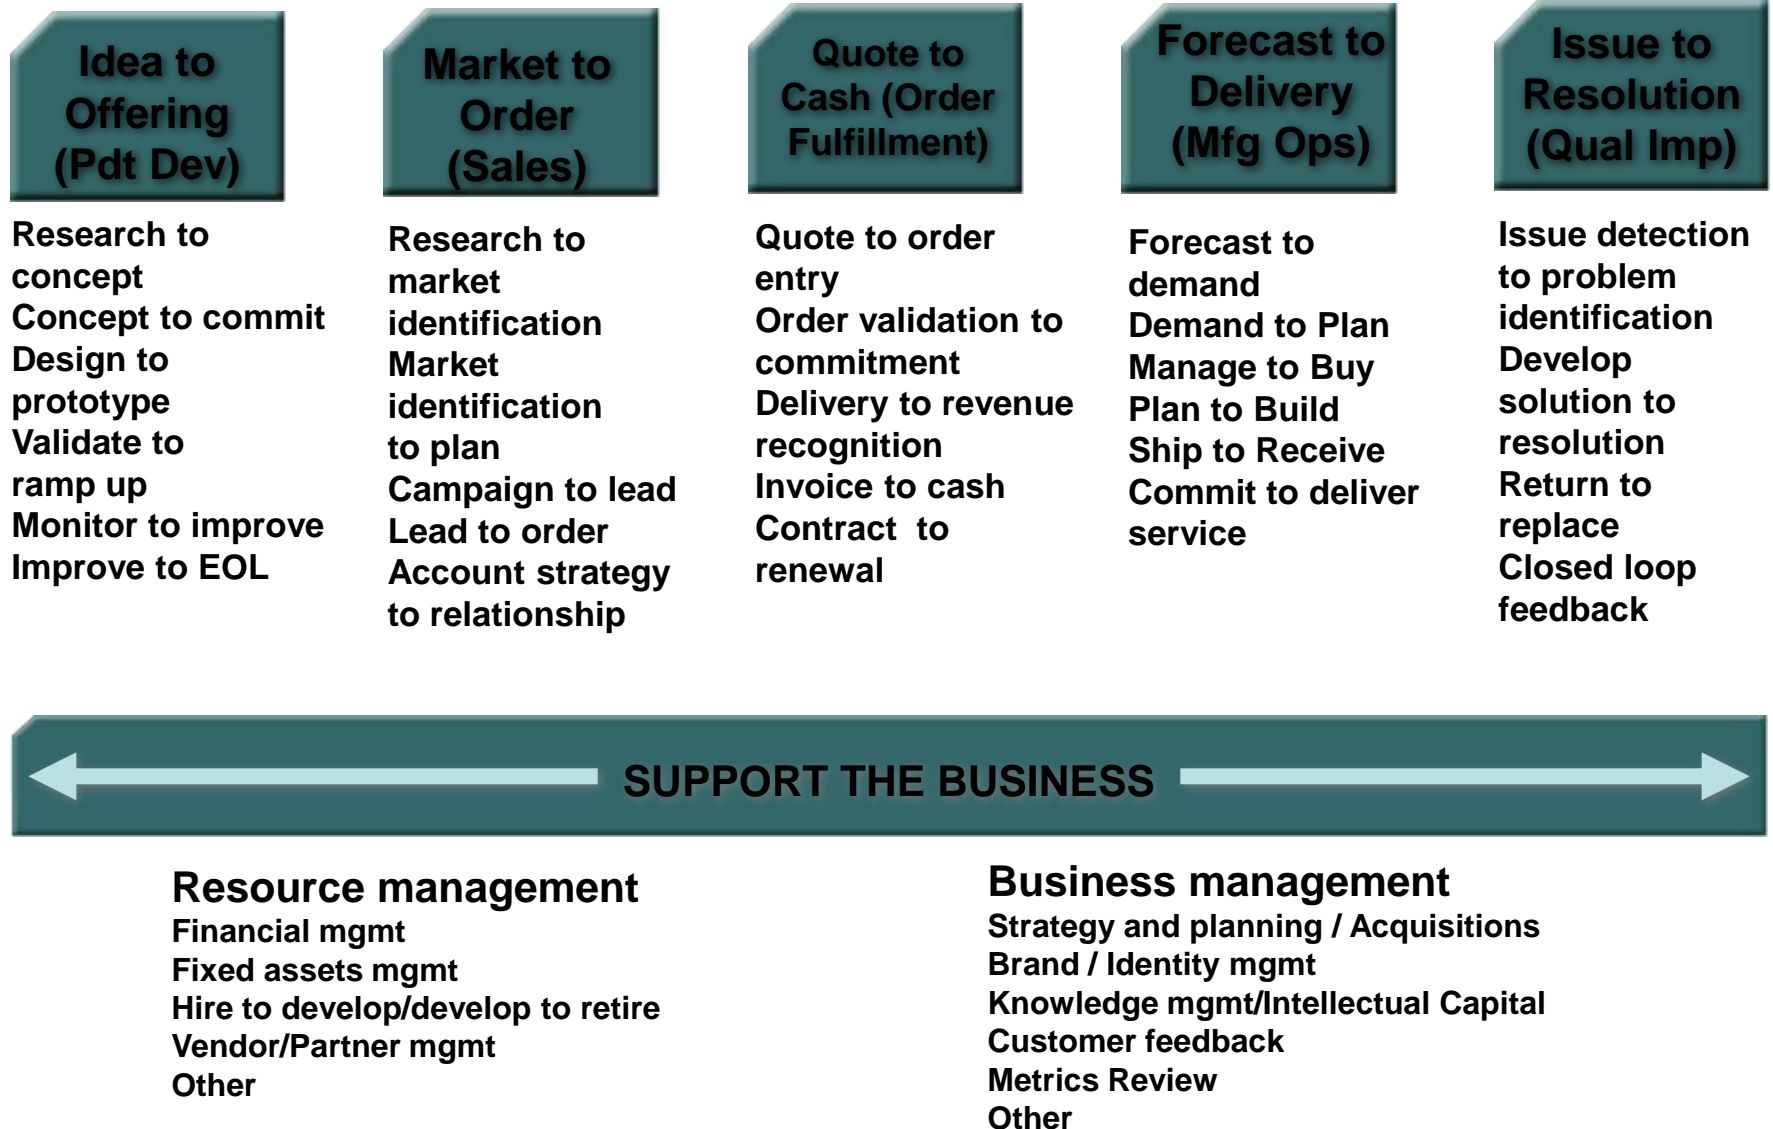 Idea to
Offering
(Pdt Dev)
Research to
concept
Concept to commit
Design to
prototype
Validate to
ramp up
Monitor to improve
Improve to EOL
Market to
Order
(Sales)
Research to
market
identification
Market
identification
to plan
Campaign to lead
Lead to order
Account strategy
to relationship
Quote to
Cash (Order
Fulfillment)
Quote to order
entry
Order validation to
commitment
Delivery to revenue
recognition
Invoice to cash
Contract to
renewal
Forecast to
Delivery
(Mfg Ops)
Forecast to
demand
Demand to Plan
Manage to Buy
Plan to Build
Ship to Receive
Commit to deliver
service
Issue to
Resolution
(Qual Imp)
Issue detection
to problem
identification
Develop
solution to
resolution
Return to
replace
Closed loop
feedback
SUPPORT THE BUSINESS
Resource management
Financial mgmt
Fixed assets mgmt
Hire to develop/develop to retire
Vendor/Partner mgmt
Other
Business management
Strategy and planning / Acquisitions
Brand / Identity mgmt
Knowledge mgmt/Intellectual Capital
Customer feedback
Metrics Review
Other